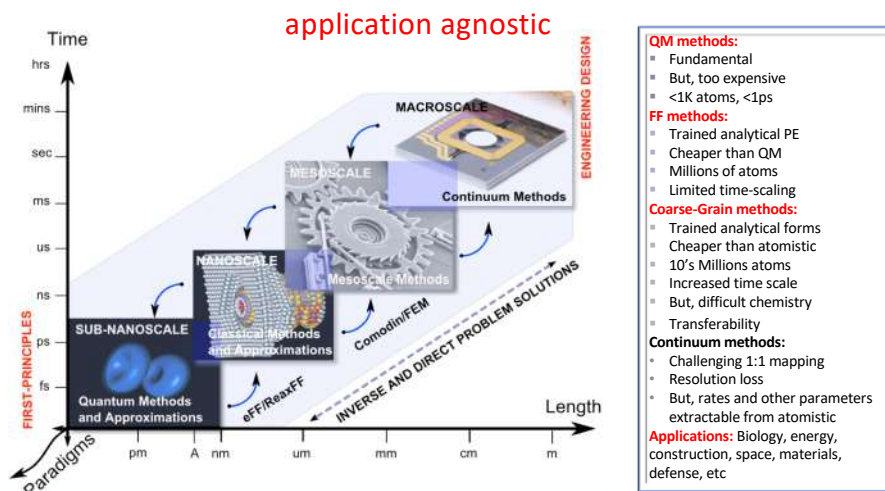 application agnostic
Time
hrs
mins
sec
ms
us
ns
ps
fs
FIRST-PRINCIPLES
ENGINEERING DESIGN
MACROSCALE
Continuum Methods
MESOSCALE
Mesoscale Methods
NANOSCALE
Classical Methods
and Approximations
SUB-NANOSCALE
Quantum Methods
and Approximations
eFF/ReaxFF
Comodin/FEM
INVERSE AND DIRECT PROBLEM SOLUTIONS
Length
pm
A
nm
um
mm
cm
m
Paradigms
QM methods:
▪ Fundamental
▪ But, too expensive
▪ <1K atoms, <1ps
FF methods:
▪ Trained analytical PE
▪ Cheaper than QM
▪ Millions of atoms
▪ Limited time-scaling
Coarse-Grain methods:
▪ Trained analytical forms
▪ Cheaper than atomistic
▪ 10's Millions atoms
▪ Increased time scale
▪ But, difficult chemistry
▪ Transferability
Continuum methods:
• Challenging 1:1 mapping
• Resolution loss
• But, rates and other parameters
extractable from atomistic
Applications: Biology, energy,
construction, space, materials,
defense, etc